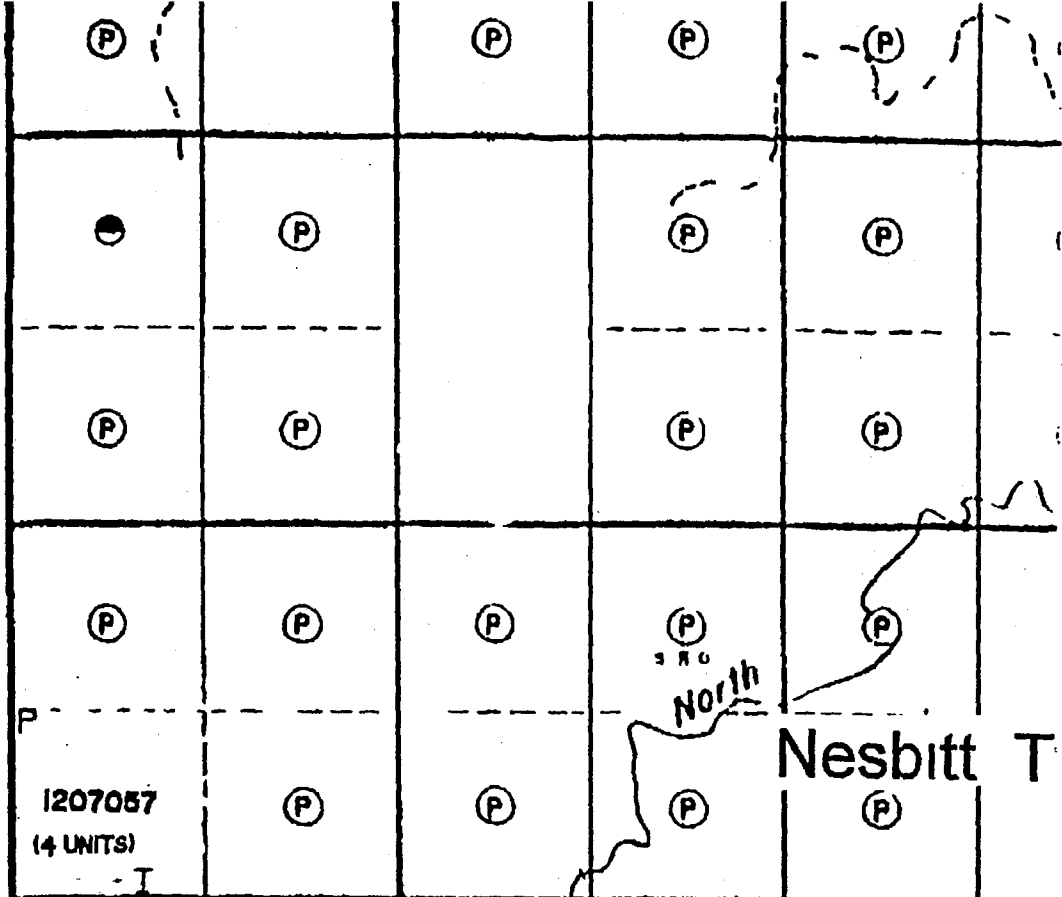 P P P P
P P P
P P P P
P P P P P
S R O
North
P
Nesbitt T
1207057
P P P P
(4 UNITS)
I